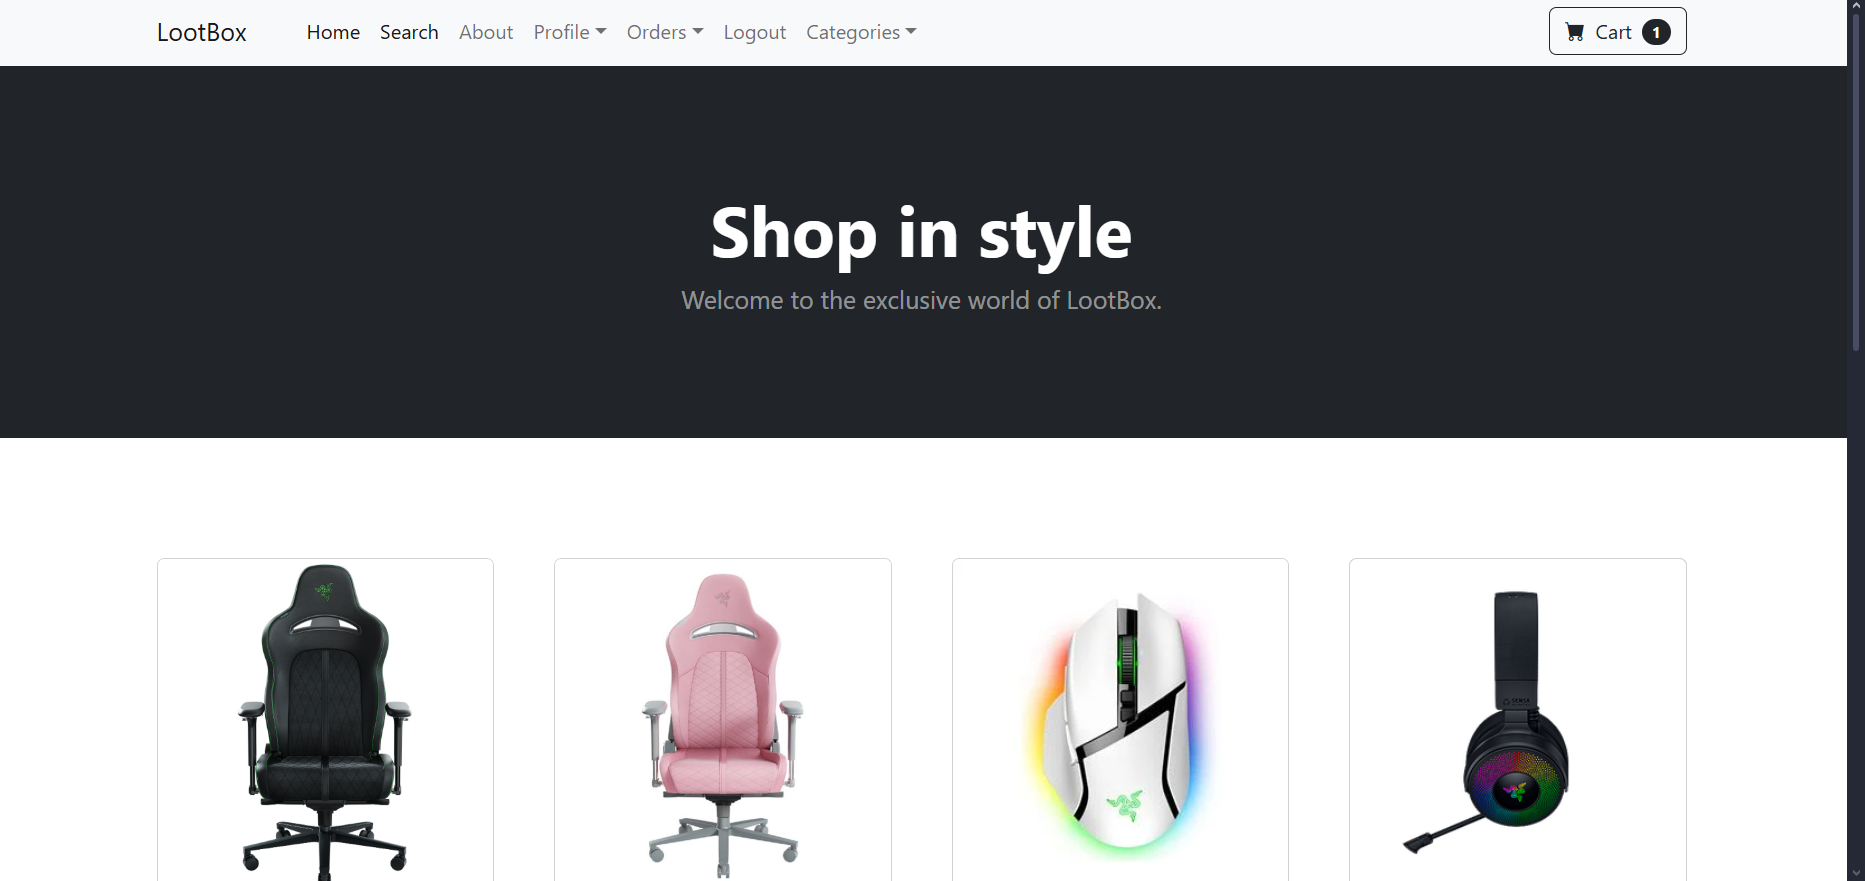 LootBox Home Search About Profile Orders Logout Categories Cart 1
Shop in style
Welcome to the exclusive world of LootBox.